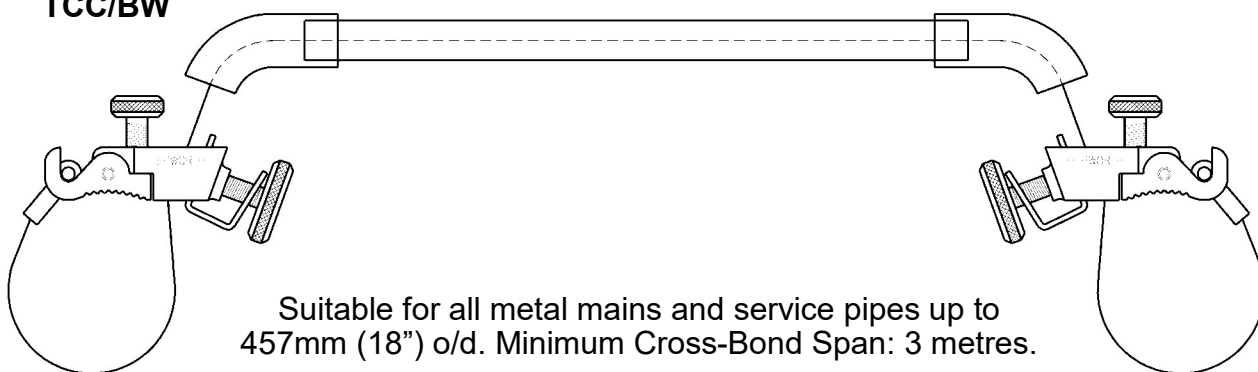 TCC/BW
Suitable for all metal mains and service pipes up to
457mm (18”) o/d. Minimum Cross-Bond Span: 3 metres.